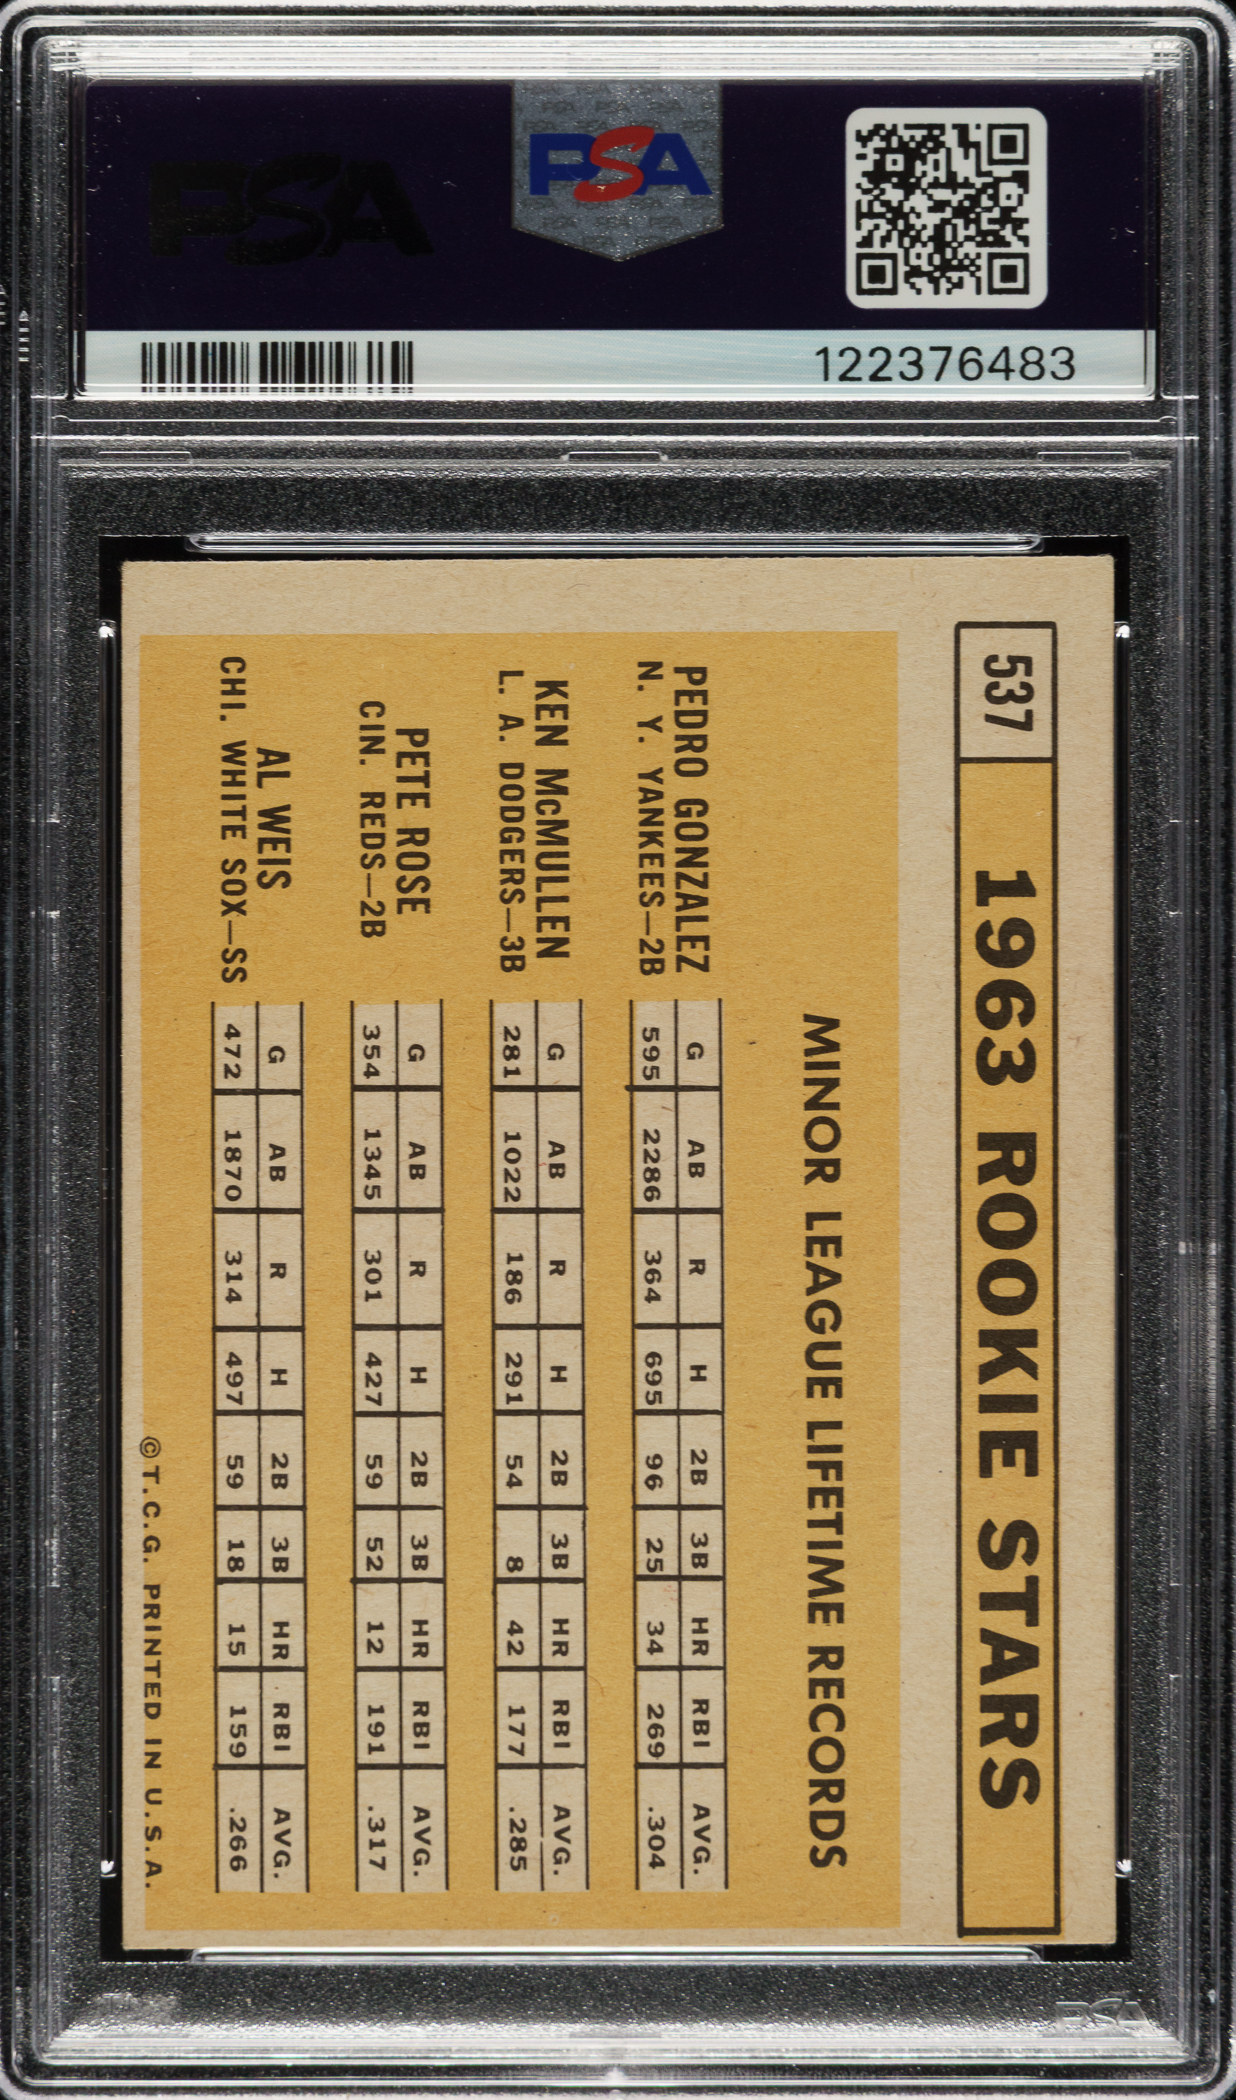 PSA
PSA
122376483
537
1963 ROOKIE STARS
MINOR LEAGUE LIFETIME RECORDS
PEDRO GONZALEZ
N. Y. YANKEES—2B
G AB R H 2B 3B HR RBI AVG.
595 2286 364 695 96 25 34 269 .304
KEN McMULLEN
L. A. DODGERS—3B
G AB R H 2B 3B HR RBI AVG.
281 1022 186 291 54 8 42 177 .285
PETE ROSE
CIN. REDS—2B
G AB R H 2B 3B HR RBI AVG.
354 1345 301 427 59 52 12 191 .317
AL WEIS
CHI. WHITE SOX—SS
G AB R H 2B 3B HR RBI AVG.
472 1870 314 497 59 18 15 159 .266
© T.C.G. PRINTED IN U.S.A.
PSA